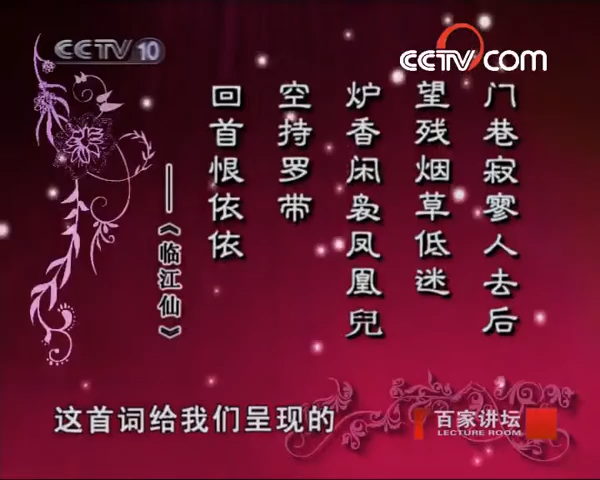 CCTV 10
CCTV.com
门巷寂寥人去后
望残烟草低迷
炉香闲袅凤凰儿
空持罗带
回首恨依依
——《临江仙》
这首词给我们呈现的
百家讲坛
LECTURE ROOM